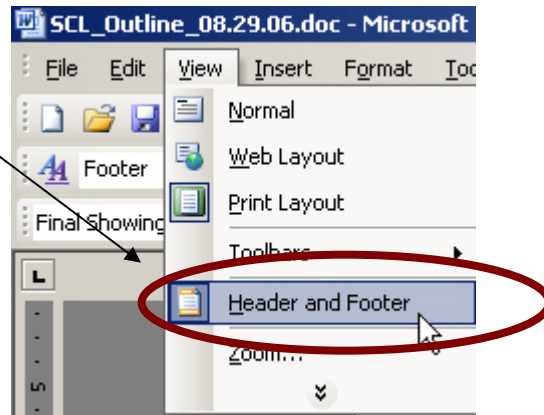 SCL_Outline_08.29.06.doc - Microsoft
File Edit View Insert Format
Normal
Web Layout
Footer
Print Layout
Final Showing
Toolbars
L
Header and Footer
Zoom...
5